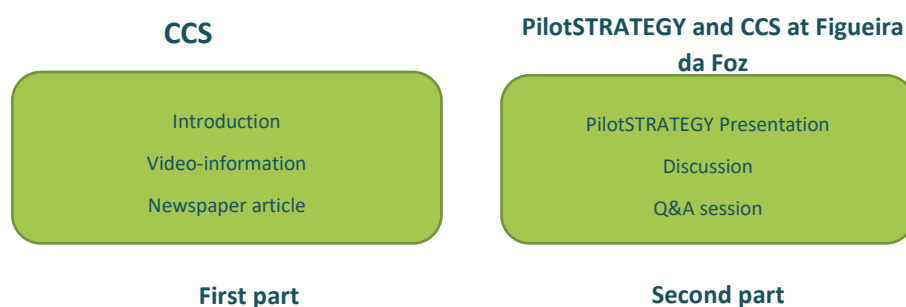 CCS
Introduction
Video-information
Newspaper article
First part
PilotSTRATEGY and CCS at Figueira
da Foz
PilotSTRATEGY Presentation
Discussion
Q&A session
Second part